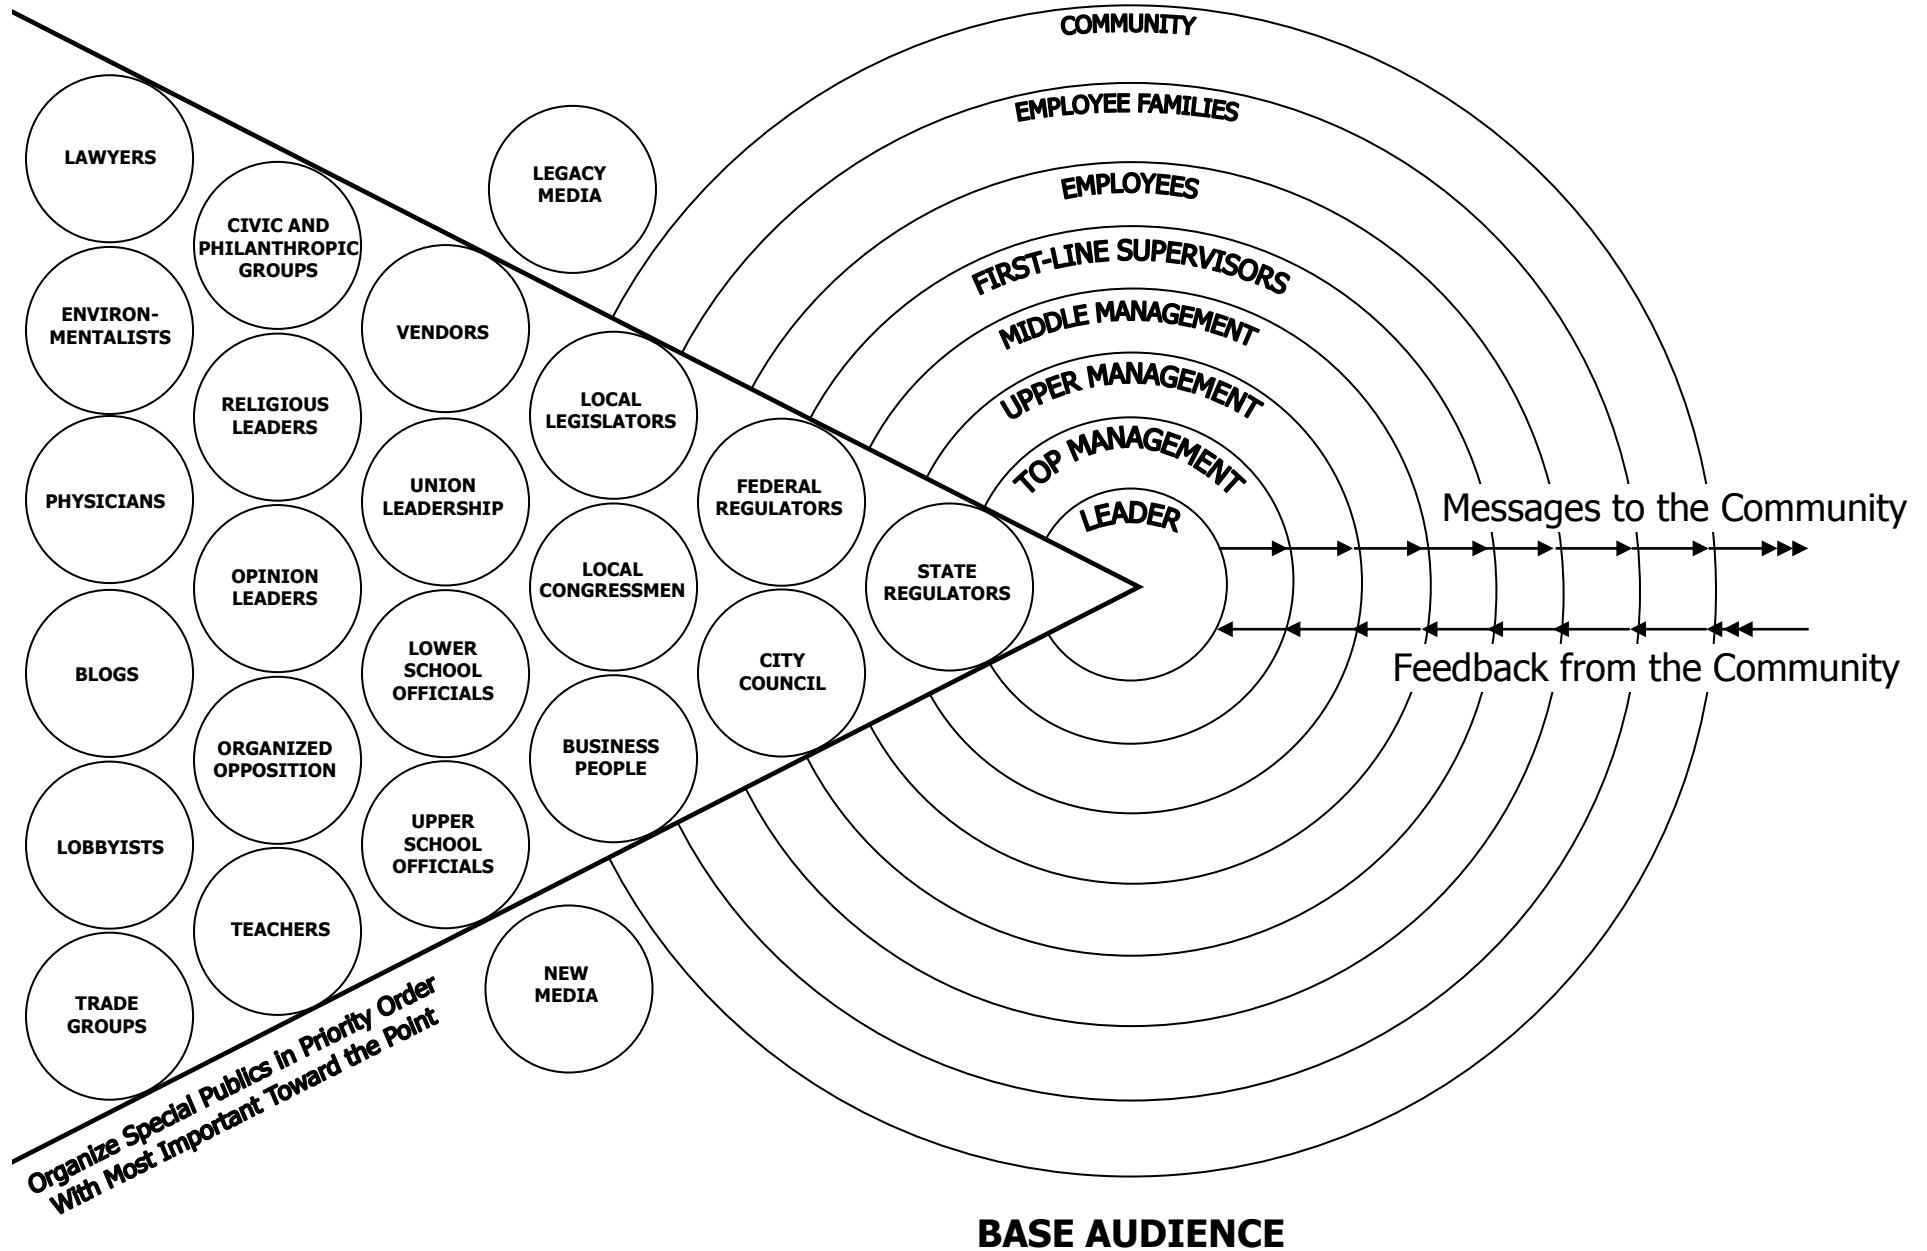 COMMUNITY
EMPLOYEE FAMILIES
EMPLOYEES
FIRST-LINE SUPERVISORS
MIDDLE MANAGEMENT
UPPER MANAGEMENT
TOP MANAGEMENT
LEADER
Messages to the Community
Feedback from the Community
LEGACY
MEDIA
LAWYERS
ENVIRON-
MENTALISTS
PHYSICIANS
BLOGS
LOBBYISTS
TRADE
GROUPS
CIVIC AND
PHILANTHROPIC
GROUPS
RELIGIOUS
LEADERS
OPINION
LEADERS
ORGANIZED
OPPOSITION
TEACHERS
VENDORS
UNION
LEADERSHIP
LOWER
SCHOOL
OFFICIALS
UPPER
SCHOOL
OFFICIALS
LOCAL
LEGISLATORS
LOCAL
CONGRESSMEN
BUSINESS
PEOPLE
FEDERAL
REGULATORS
CITY
COUNCIL
STATE
REGULATORS
NEW
MEDIA
Organize Special Publics in Priority Order
With Most Important Toward the Point
BASE AUDIENCE